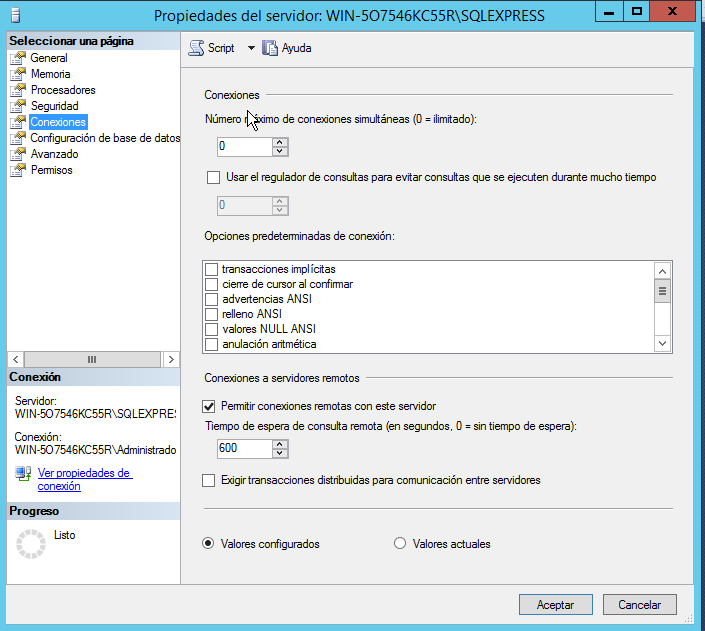 Propiedades del servidor: WIN-5O7546KC55R\SQLEXPRESS
Seleccionar una página
General
Memoria
Procesadores
Seguridad
Conexiones
Configuración de base de datos
Avanzado
Permisos
Conexión
Servidor:
WIN-5O7546KC55R\SQLEXPRE
Conexión:
WIN-5O7546KC55R\Administrado
Ver propiedades de
conexión
Progreso
Listo
Script
Ayuda
Conexiones
Número máximo de conexiones simultáneas (0 = ilimitado):
0
Usar el regulador de consultas para evitar consultas que se ejecuten durante mucho tiempo
0
Opciones predeterminadas de conexión:
transacciones implícitas
cierre de cursor al confirmar
advertencias ANSI
relleno ANSI
valores NULL ANSI
anulación aritmética
Conexiones a servidores remotos
Permitir conexiones remotas con este servidor
Tiempo de espera de consulta remota (en segundos, 0 = sin tiempo de espera):
600
Exigir transacciones distribuidas para comunicación entre servidores
Valores configurados
Valores actuales
Aceptar
Cancelar